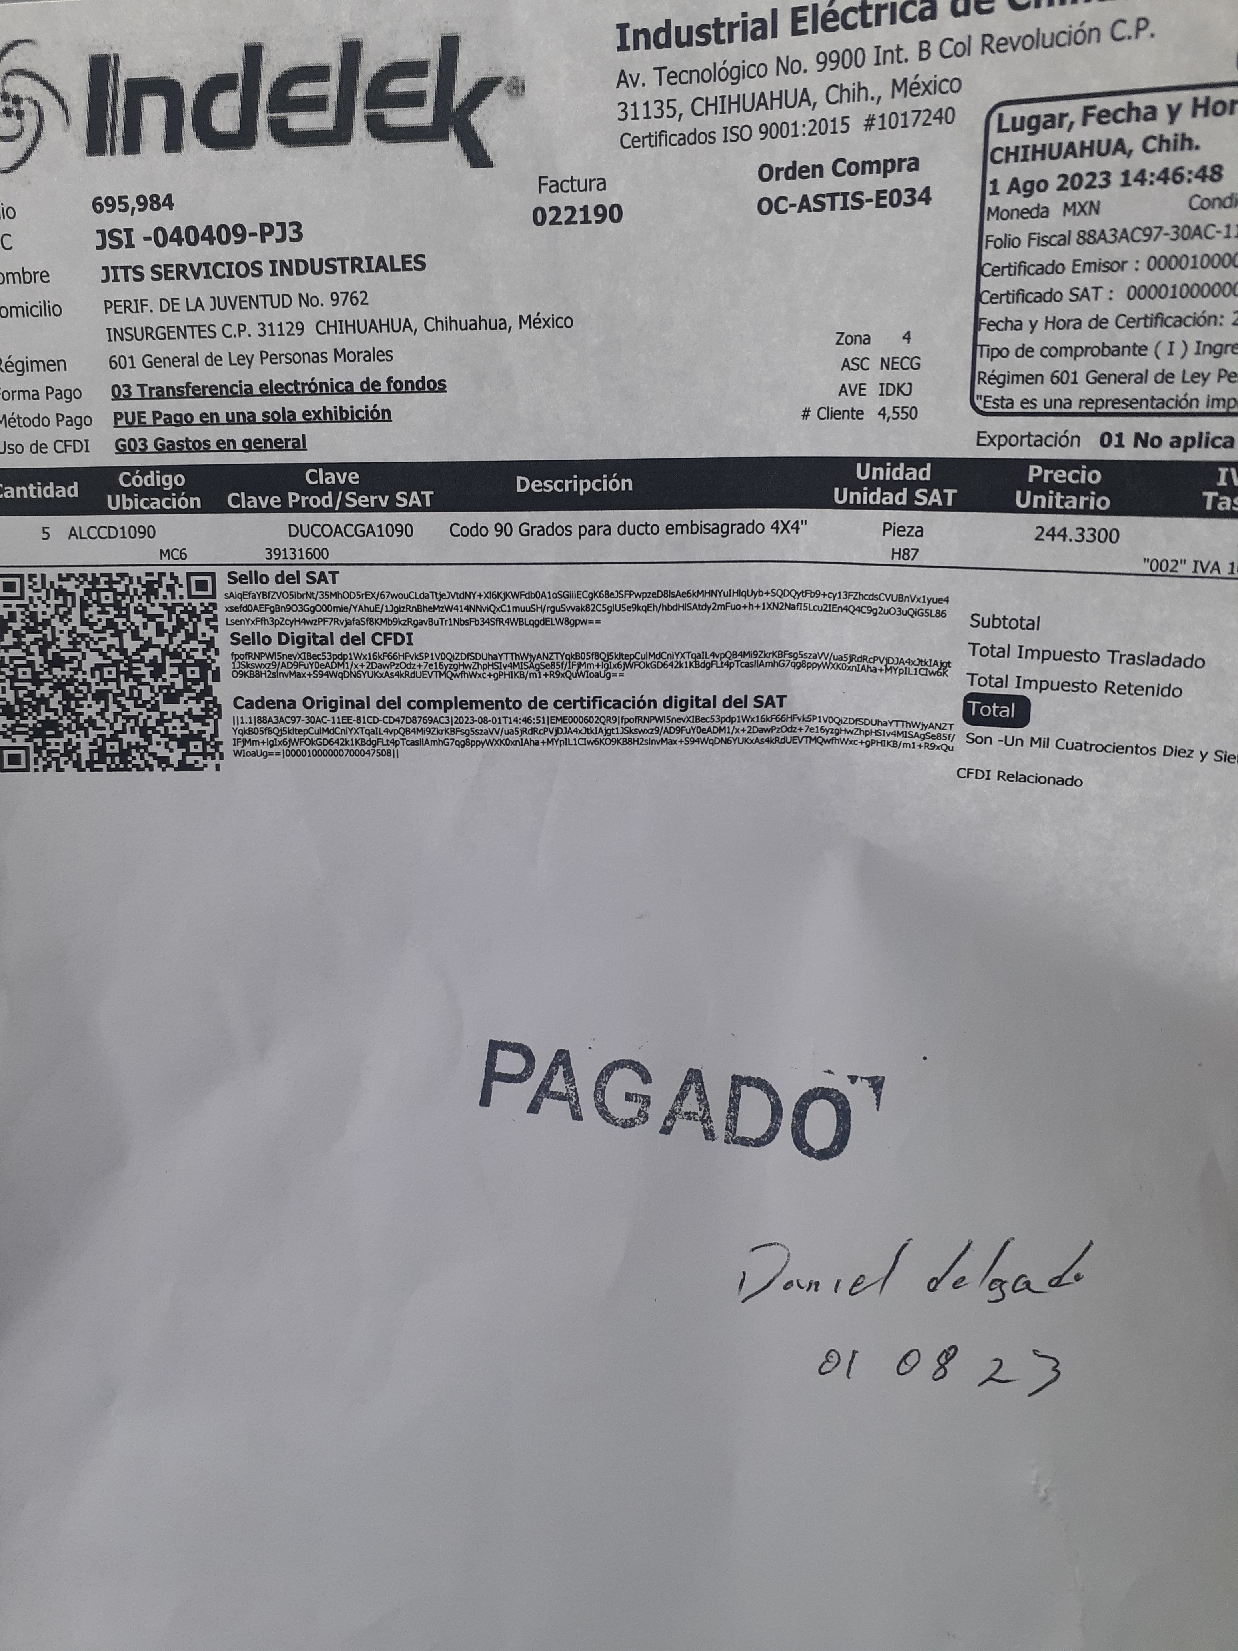 Indelek
Industrial Eléctrica de
Av. Tecnológico No. 9900 Int. B Col Revolución C.P.
31135, CHIHUAHUA, Chih., México
Certificados ISO 9001:2015 #1017240
Lugar, Fecha y Hor
CHIHUAHUA, Chih.
1 Ago 2023 14:46:48
Moneda MXN Condi
Folio Fiscal 88A3AC97-30AC-11
Certificado Emisor : 000010000
Certificado SAT : 00001000000
Fecha y Hora de Certificación: 2
Tipo de comprobante ( I ) Ingre
Régimen 601 General de Ley Pe
"Esta es una representación imp
Exportación 01 No aplica
Factura
022190
Orden Compra
OC-ASTIS-E034
io 695,984
C JSI -040409-PJ3
ombre JITS SERVICIOS INDUSTRIALES
omicilio PERIF. DE LA JUVENTUD No. 9762
INSURGENTES C.P. 31129 CHIHUAHUA, Chihuahua, México
Régimen 601 General de Ley Personas Morales
orma Pago 03 Transferencia electrónica de fondos
Método Pago PUE Pago en una sola exhibición
Uso de CFDI G03 Gastos en general
Zona 4
ASC NECG
AVE IDKJ
# Cliente 4,550
Cantidad Código Ubicación Clave Clave Prod/Serv SAT Descripción Unidad Unidad SAT Precio Unitario IV Tas
5 ALCCD1090 DUCOACGA1090 Codo 90 Grados para ducto embisagrado 4X4" Pieza 244.3300
MC6 39131600 H87 "002" IVA 1
Sello del SAT
Sello Digital del CFDI
Cadena Original del complemento de certificación digital del SAT
Subtotal
Total Impuesto Trasladado
Total Impuesto Retenido
Total
Son -Un Mil Cuatrocientos Diez y Sie
CFDI Relacionado
PAGADO
Daniel delgado
01 08 23